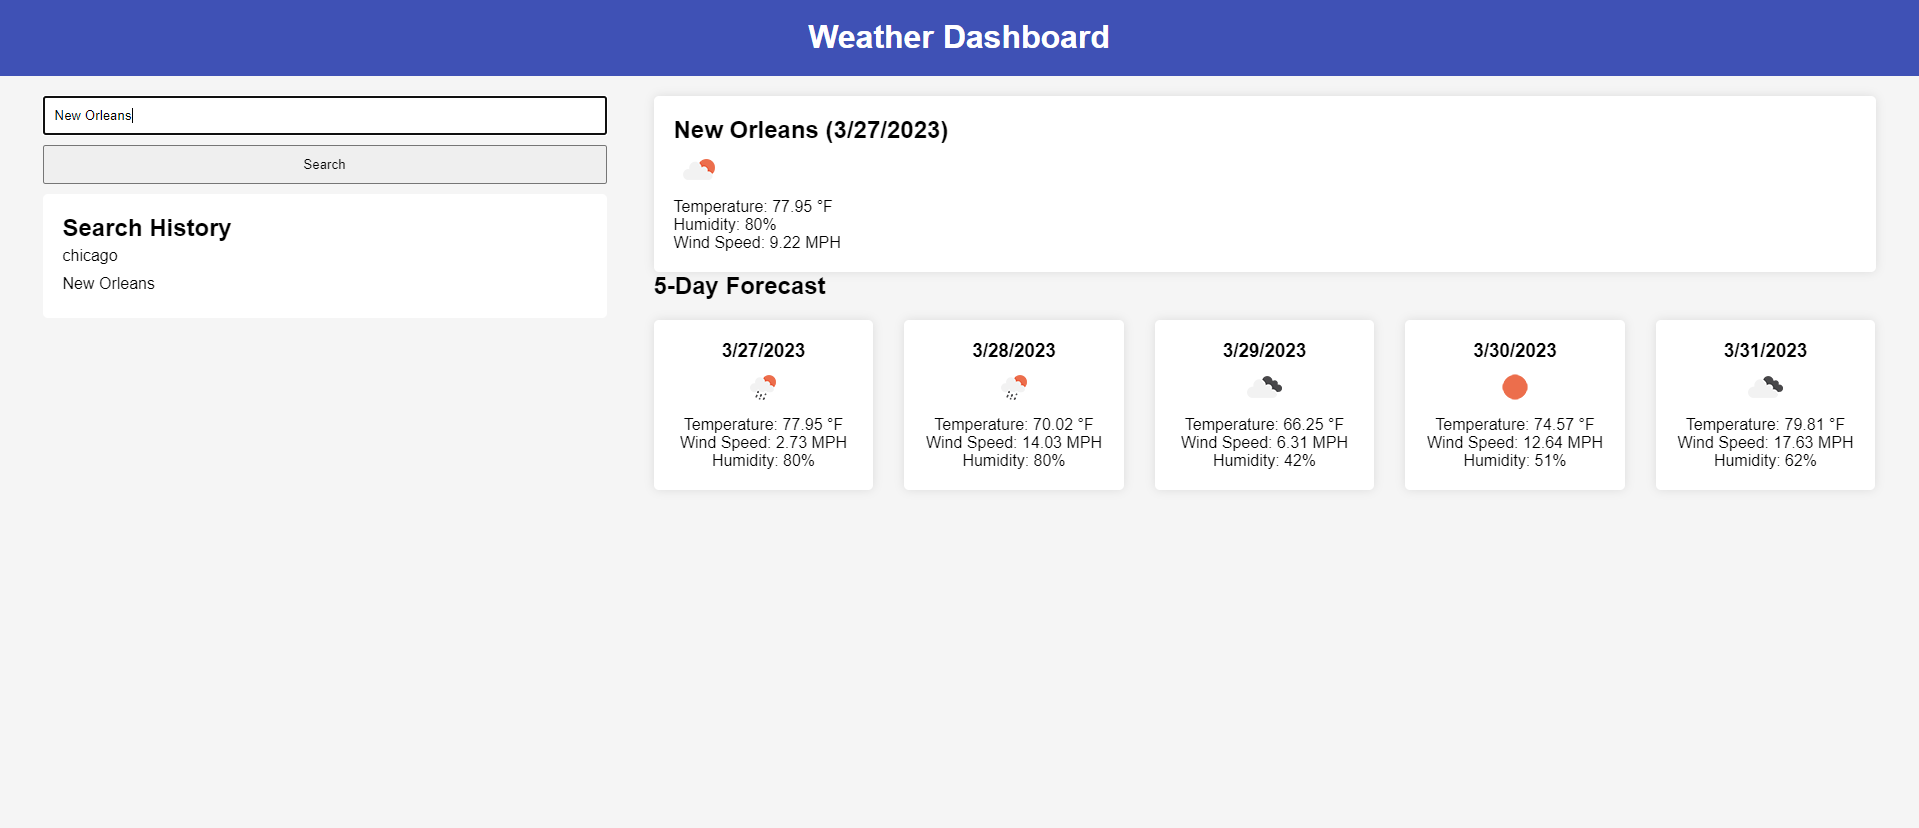 Weather Dashboard
New Orleans
Search
Search History
chicago
New Orleans
New Orleans (3/27/2023)
Temperature: 77.95 °F
Humidity: 80%
Wind Speed: 9.22 MPH
5-Day Forecast
3/27/2023
Temperature: 77.95 °F
Wind Speed: 2.73 MPH
Humidity: 80%
3/28/2023
Temperature: 70.02 °F
Wind Speed: 14.03 MPH
Humidity: 80%
3/29/2023
Temperature: 66.25 °F
Wind Speed: 6.31 MPH
Humidity: 42%
3/30/2023
Temperature: 74.57 °F
Wind Speed: 12.64 MPH
Humidity: 51%
3/31/2023
Temperature: 79.81 °F
Wind Speed: 17.63 MPH
Humidity: 62%